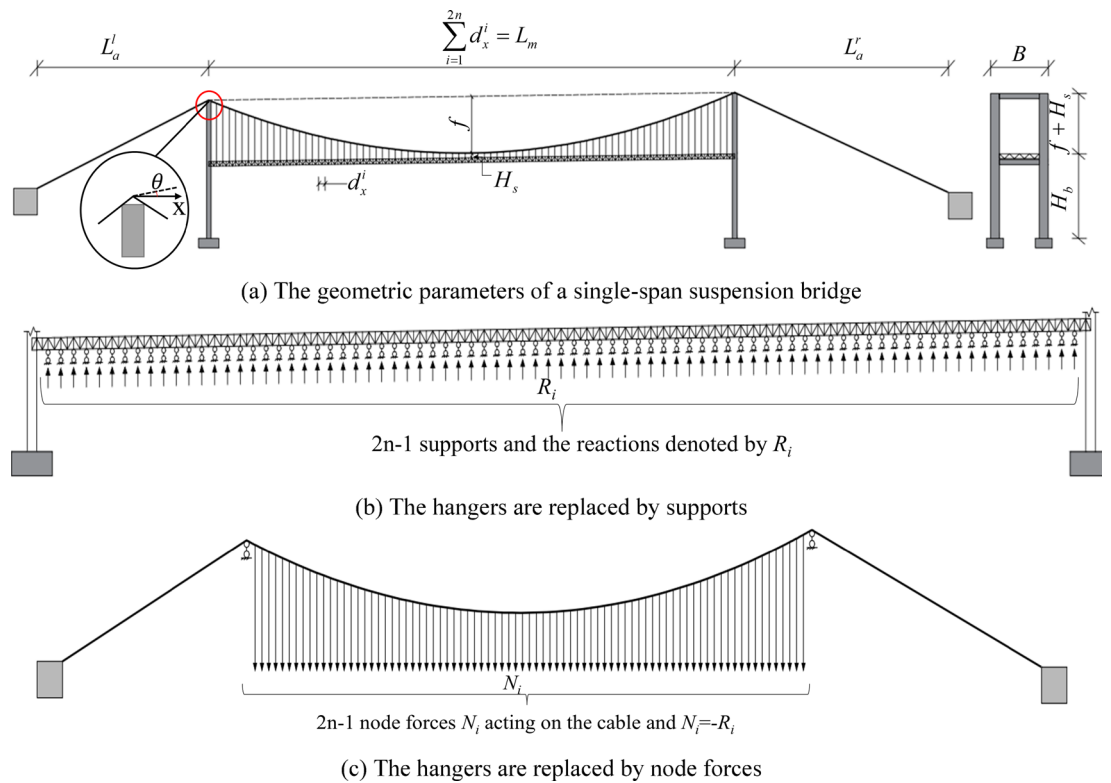 L_a^l
\sum_{i=1}^{2n} d_x^i = L_m
L_a^r
B
f
f + H_s
θ
X
d_x^i
H_s
H_b
(a) The geometric parameters of a single-span suspension bridge
R_i
2n-1 supports and the reactions denoted by R_i
(b) The hangers are replaced by supports
N_i
2n-1 node forces N_i acting on the cable and N_i=-R_i
(c) The hangers are replaced by node forces